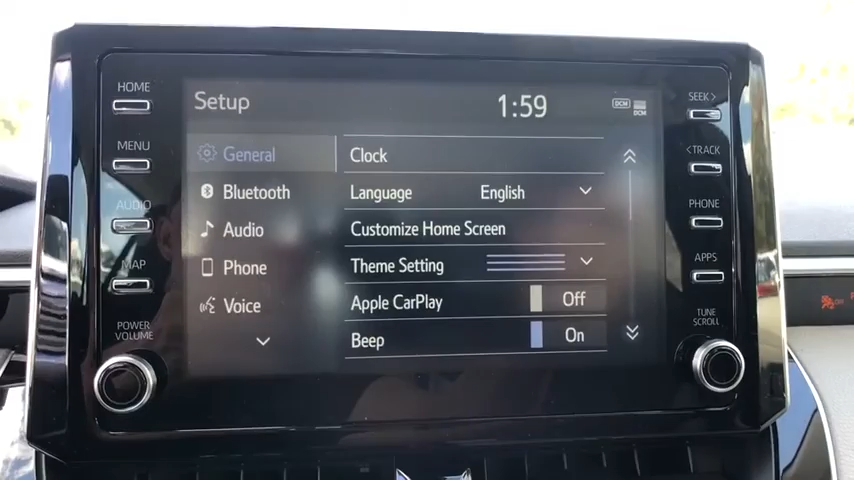 HOME
MENU
AUDIO
MAP
POWER
VOLUME
Setup
1:59
DCM
DCM
General
Bluetooth
Audio
Phone
Voice
Clock
Language English
Customize Home Screen
Theme Setting
Apple CarPlay Off
Beep On
SEEK >
< TRACK
PHONE
APPS
TUNE
SCROLL